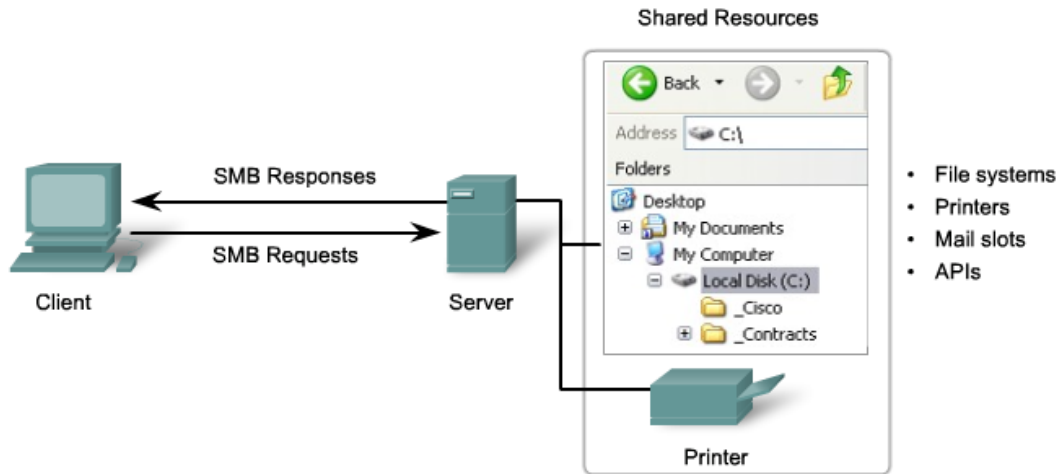 Shared Resources
Back
Address C:\
Folders
Desktop
My Documents
My Computer
Local Disk (C:)
_Cisco
_Contracts
SMB Responses
SMB Requests
Client
Server
Printer
• File systems
• Printers
• Mail slots
• APIs